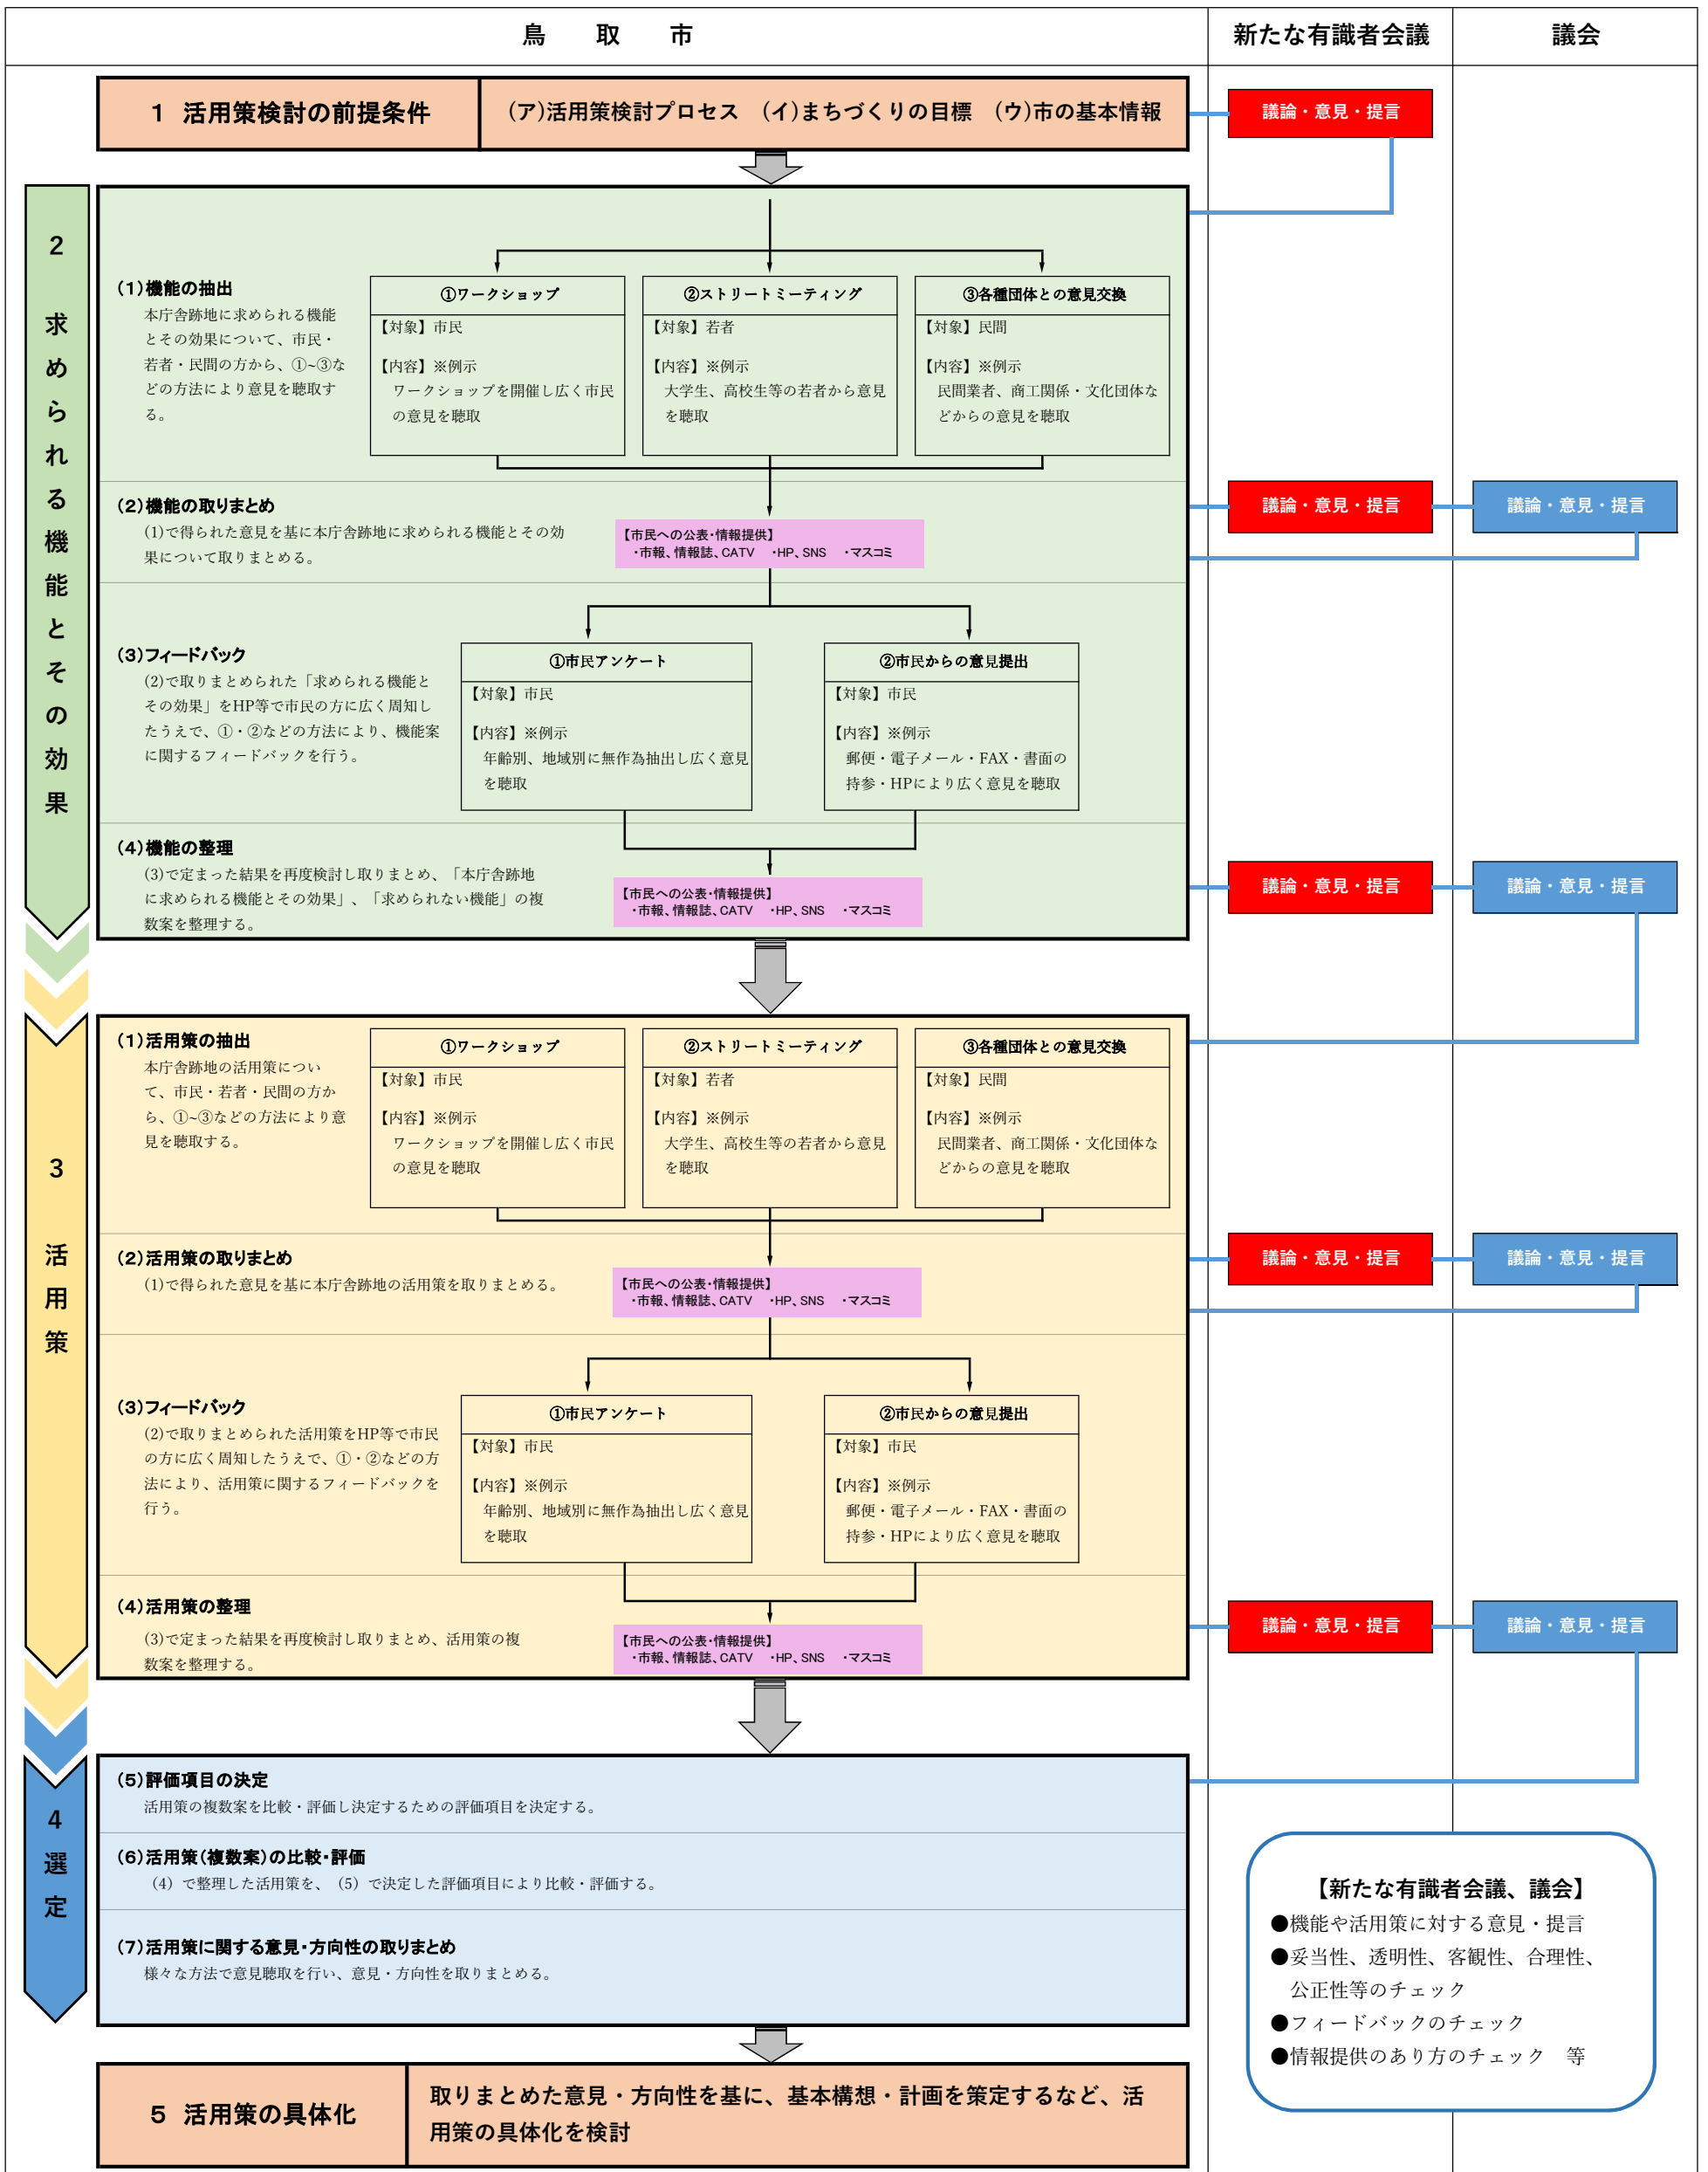 鳥　取　市
新たな有識者会議
議会
1 活用策検討の前提条件
(ア)活用策検討プロセス　(イ)まちづくりの目標　(ウ)市の基本情報
議論・意見・提言
2 求められる機能とその効果
(1)機能の抽出
本庁舎跡地に求められる機能
とその効果について、市民・
若者・民間の方から、①~③な
どの方法により意見を聴取す
る。
①ワークショップ
【対象】市民
【内容】※例示
ワークショップを開催し広く市民
の意見を聴取
②ストリートミーティング
【対象】若者
【内容】※例示
大学生、高校生等の若者から意見
を聴取
③各種団体との意見交換
【対象】民間
【内容】※例示
民間業者、商工関係・文化団体な
どからの意見を聴取
(2)機能の取りまとめ
(1)で得られた意見を基に本庁舎跡地に求められる機能とその効
果について取りまとめる。
【市民への公表・情報提供】
・市報、情報誌、CATV　・HP、SNS　・マスコミ
議論・意見・提言
議論・意見・提言
(3)フィードバック
(2)で取りまとめられた「求められる機能と
その効果」をHP等で市民の方に広く周知し
たうえで、①・②などの方法により、機能案
に関するフィードバックを行う。
①市民アンケート
【対象】市民
【内容】※例示
年齢別、地域別に無作為抽出し広く意見
を聴取
②市民からの意見提出
【対象】市民
【内容】※例示
郵便・電子メール・FAX・書面の
持参・HPにより広く意見を聴取
(4)機能の整理
(3)で定まった結果を再度検討し取りまとめ、「本庁舎跡地
に求められる機能とその効果」、「求められない機能」の複
数案を整理する。
【市民への公表・情報提供】
・市報、情報誌、CATV　・HP、SNS　・マスコミ
議論・意見・提言
議論・意見・提言
3 活用策
(1)活用策の抽出
本庁舎跡地の活用策につい
て、市民・若者・民間の方か
ら、①~③などの方法により意
見を聴取する。
①ワークショップ
【対象】市民
【内容】※例示
ワークショップを開催し広く市民
の意見を聴取
②ストリートミーティング
【対象】若者
【内容】※例示
大学生、高校生等の若者から意見
を聴取
③各種団体との意見交換
【対象】民間
【内容】※例示
民間業者、商工関係・文化団体な
どからの意見を聴取
(2)活用策の取りまとめ
(1)で得られた意見を基に本庁舎跡地の活用策を取りまとめる。
【市民への公表・情報提供】
・市報、情報誌、CATV　・HP、SNS　・マスコミ
議論・意見・提言
議論・意見・提言
(3)フィードバック
(2)で取りまとめられた活用策をHP等で市民
の方に広く周知したうえで、①・②などの方
法により、活用策に関するフィードバックを
行う。
①市民アンケート
【対象】市民
【内容】※例示
年齢別、地域別に無作為抽出し広く意見
を聴取
②市民からの意見提出
【対象】市民
【内容】※例示
郵便・電子メール・FAX・書面の
持参・HPにより広く意見を聴取
(4)活用策の整理
(3)で定まった結果を再度検討し取りまとめ、活用策の複
数案を整理する。
【市民への公表・情報提供】
・市報、情報誌、CATV　・HP、SNS　・マスコミ
議論・意見・提言
議論・意見・提言
4 選定
(5)評価項目の決定
活用策の複数案を比較・評価し決定するための評価項目を決定する。
(6)活用策(複数案)の比較・評価
（4）で整理した活用策を、（5）で決定した評価項目により比較・評価する。
(7)活用策に関する意見・方向性の取りまとめ
様々な方法で意見聴取を行い、意見・方向性を取りまとめる。
【新たな有識者会議、議会】
●機能や活用策に対する意見・提言
●妥当性、透明性、客観性、合理性、
公正性等のチェック
●フィードバックのチェック
●情報提供のあり方のチェック　等
5 活用策の具体化
取りまとめた意見・方向性を基に、基本構想・計画を策定するなど、活
用策の具体化を検討